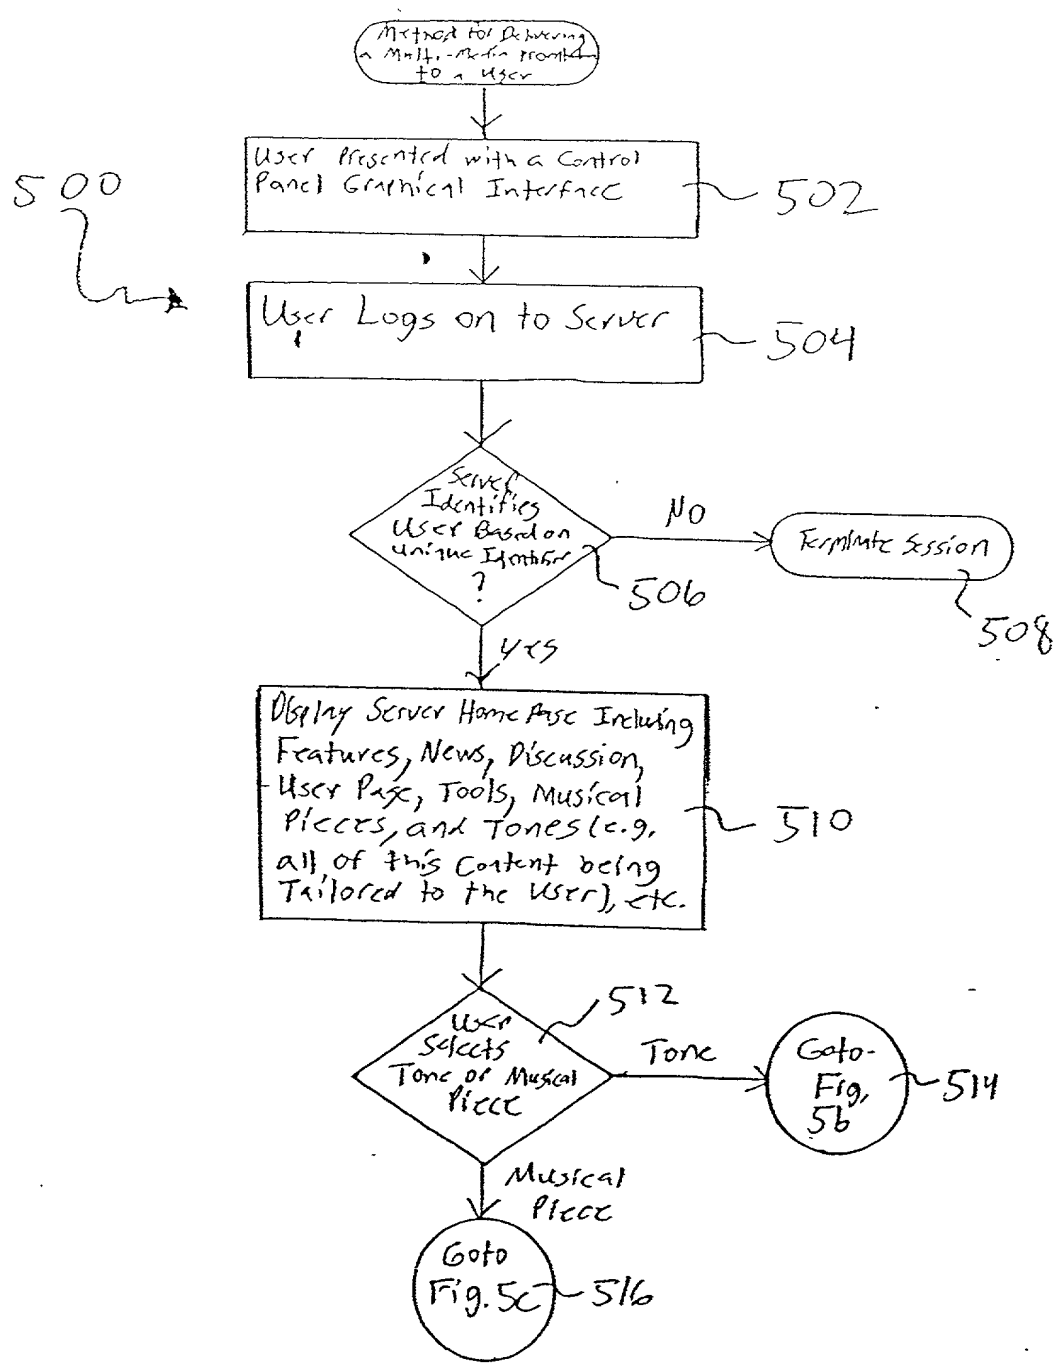 Method for Delivering
a Multi-Media Promt
to a User
User Presented with a Control
Panel Graphical Interface
502
500
User Logs on to Server
504
Server
Identifies
User Based on
Unique Identifier
?
506
NO
Terminate Session
508
Yes
Display Server Home Page Including
Features, News, Discussion,
User Page, Tools, Musical
Pieces, and Tones (e.g.
all of this Content being
Tailored to the User), etc.
510
User
Selects
Tone or Musical
Piece
512
Tone
Goto
Fig.
5b
514
Musical
Piece
Goto
Fig. 5c
516